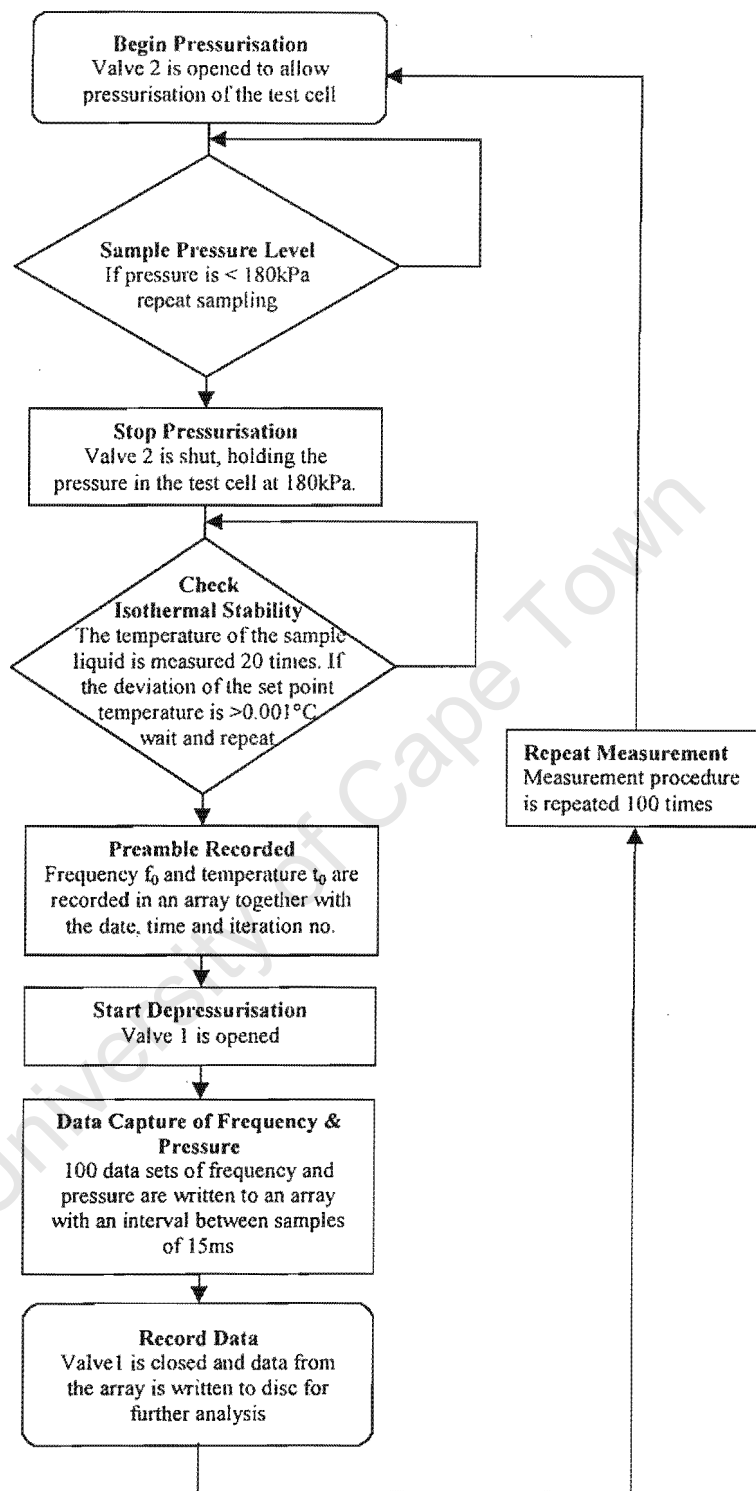 Begin Pressurisation
Valve 2 is opened to allow
pressurisation of the test cell
Sample Pressure Level
If pressure is < 180kPa
repeat sampling
Stop Pressurisation
Valve 2 is shut, holding the
pressure in the test cell at 180kPa.
Check
Isothermal Stability
The temperature of the sample
liquid is measured 20 times. If
the deviation of the set point
temperature is >0.001°C
wait and repeat
Repeat Measurement
Measurement procedure
is repeated 100 times
Preamble Recorded
Frequency f₀ and temperature t₀ are
recorded in an array together with
the date, time and iteration no.
Start Depressurisation
Valve 1 is opened
Data Capture of Frequency &
Pressure
100 data sets of frequency and
pressure are written to an array
with an interval between samples
of 15ms
Record Data
Valve1 is closed and data from
the array is written to disc for
further analysis
University of Cape Town